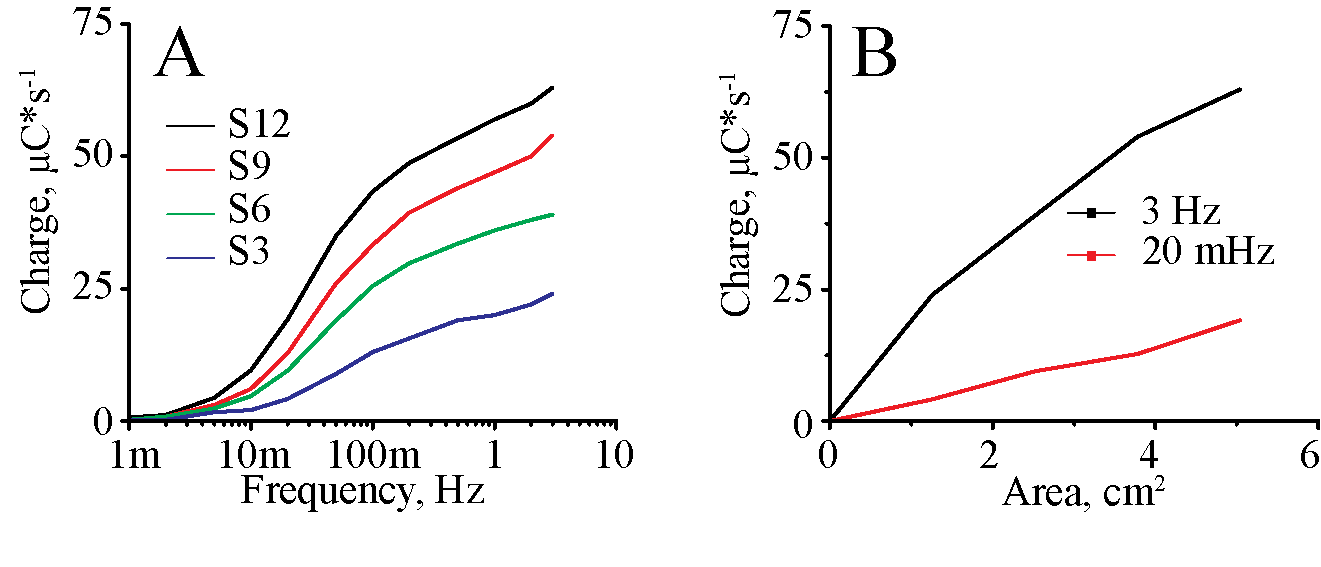 A
Charge, μC*s-1
75
50
25
0
S12
S9
S6
S3
1m 10m 100m 1 10
Frequency, Hz
B
Charge, μC*s-1
75
50
25
0
3 Hz
20 mHz
0 2 4 6
Area, cm2